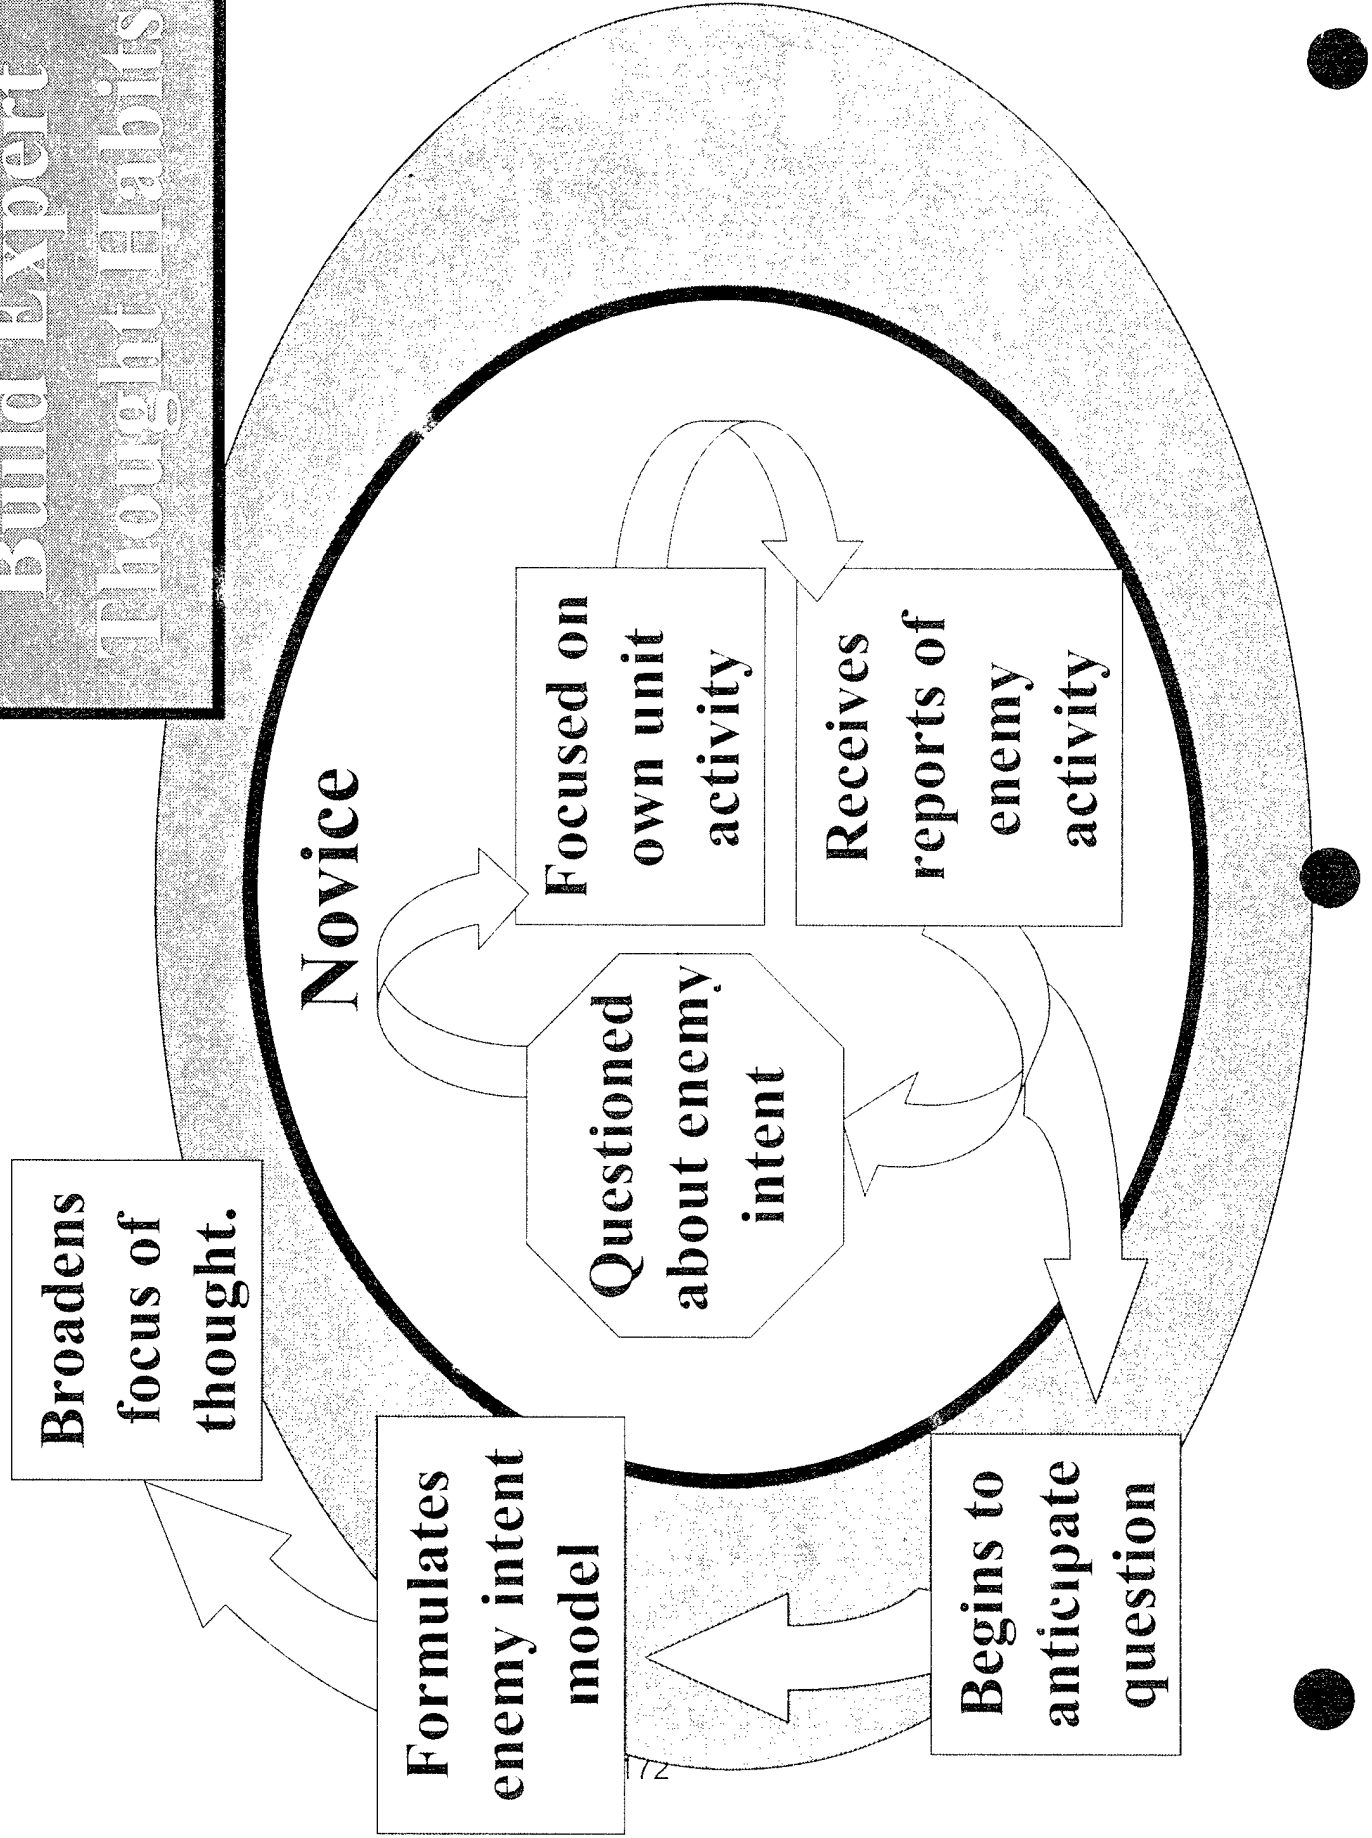 Build Expert
Thought Habits
Novice
Focused on
own unit
activity
Receives
reports of
enemy
activity
Questioned
about enemy
intent
Begins to
anticipate
question
Formulates
enemy intent
model
Broadens
focus of
thought.
172